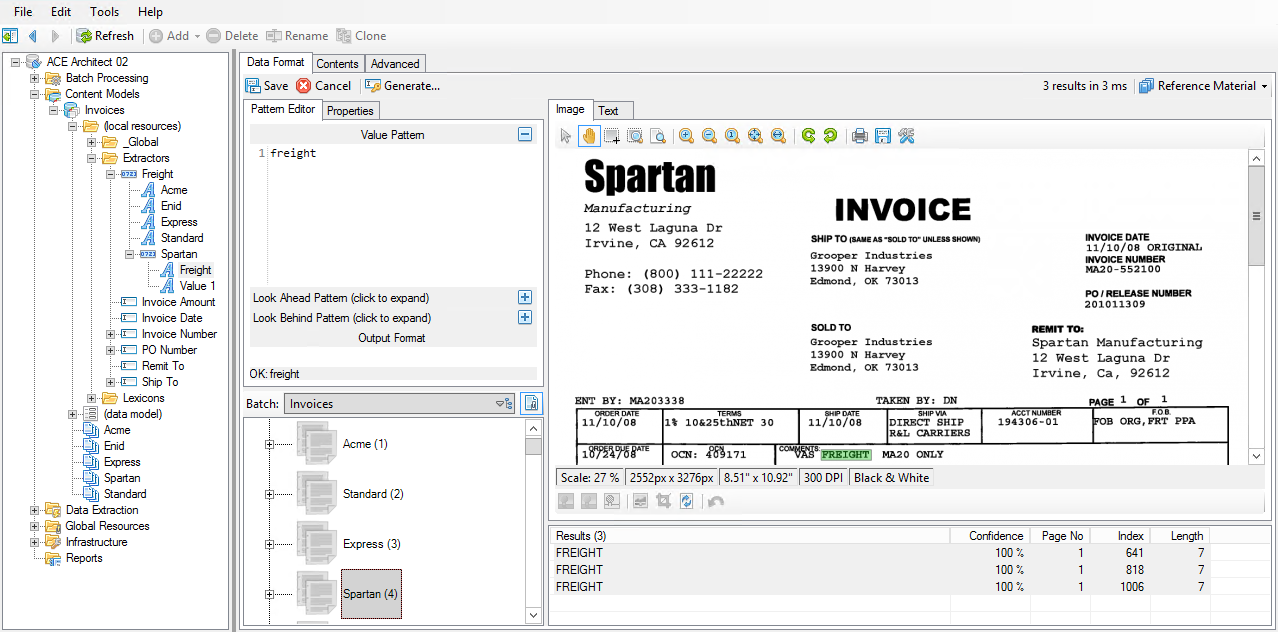 File Edit Tools Help
Refresh Add Delete Rename Clone
ACE Architect 02
Batch Processing
Content Models
Invoices
(local resources)
_Global
Extractors
Freight
Acme
Enid
Express
Standard
Spartan
Freight
Value 1
Invoice Amount
Invoice Date
Invoice Number
PO Number
Remit To
Ship To
Lexicons
(data model)
Acme
Enid
Express
Spartan
Standard
Data Extraction
Global Resources
Infrastructure
Reports
Data Format Contents Advanced
Save Cancel Generate...
3 results in 3 ms Reference Material
Pattern Editor Properties
Value Pattern
1 freight
Look Ahead Pattern (click to expand)
Look Behind Pattern (click to expand)
Output Format
OK: freight
Batch: Invoices
Acme (1)
Standard (2)
Express (3)
Spartan (4)
Image Text
Spartan
Manufacturing
12 West Laguna Dr
Irvine, CA 92612
Phone: (800) 111-22222
Fax: (308) 333-1182
INVOICE
SHIP TO (SAME AS "SOLD TO" UNLESS SHOWN)
Grooper Industries
13900 N Harvey
Edmond, OK 73013
INVOICE DATE
11/10/08 ORIGINAL
INVOICE NUMBER
MA20-552100
PO / RELEASE NUMBER
201011309
SOLD TO
Grooper Industries
13900 N Harvey
Edmond, OK 73013
REMIT TO:
Spartan Manufacturing
12 West Laguna Dr
Irvine, Ca, 92612
ENT BY: MA203338 TAKEN BY: DN PAGE 1 OF 1
ORDER DATE TERMS SHIP DATE SHIP VIA ACCT NUMBER F.O.B.
11/10/08 1% 10&25thNET 30 11/10/08 DIRECT SHIP 194306-01 FOB ORG,FRT PPA
R&L CARRIERS
ORDER DUE DATE OCN COMMENTS:
10/24/08 OCN: 409171 VAS FREIGHT MA20 ONLY
Scale: 27 % 2552px x 3276px 8.51" x 10.92" 300 DPI Black & White
Results (3) Confidence Page No Index Length
FREIGHT 100 % 1 641 7
FREIGHT 100 % 1 818 7
FREIGHT 100 % 1 1006 7